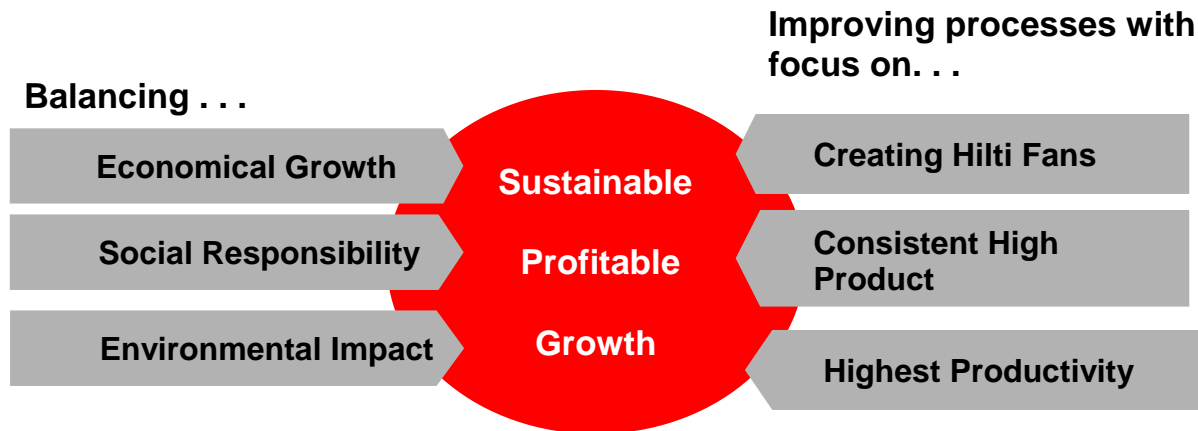 Improving processes with
focus on. . .
Balancing . . .
Economical Growth
Social Responsibility
Environmental Impact
Sustainable
Profitable
Growth
Creating Hilti Fans
Consistent High
Product
Highest Productivity